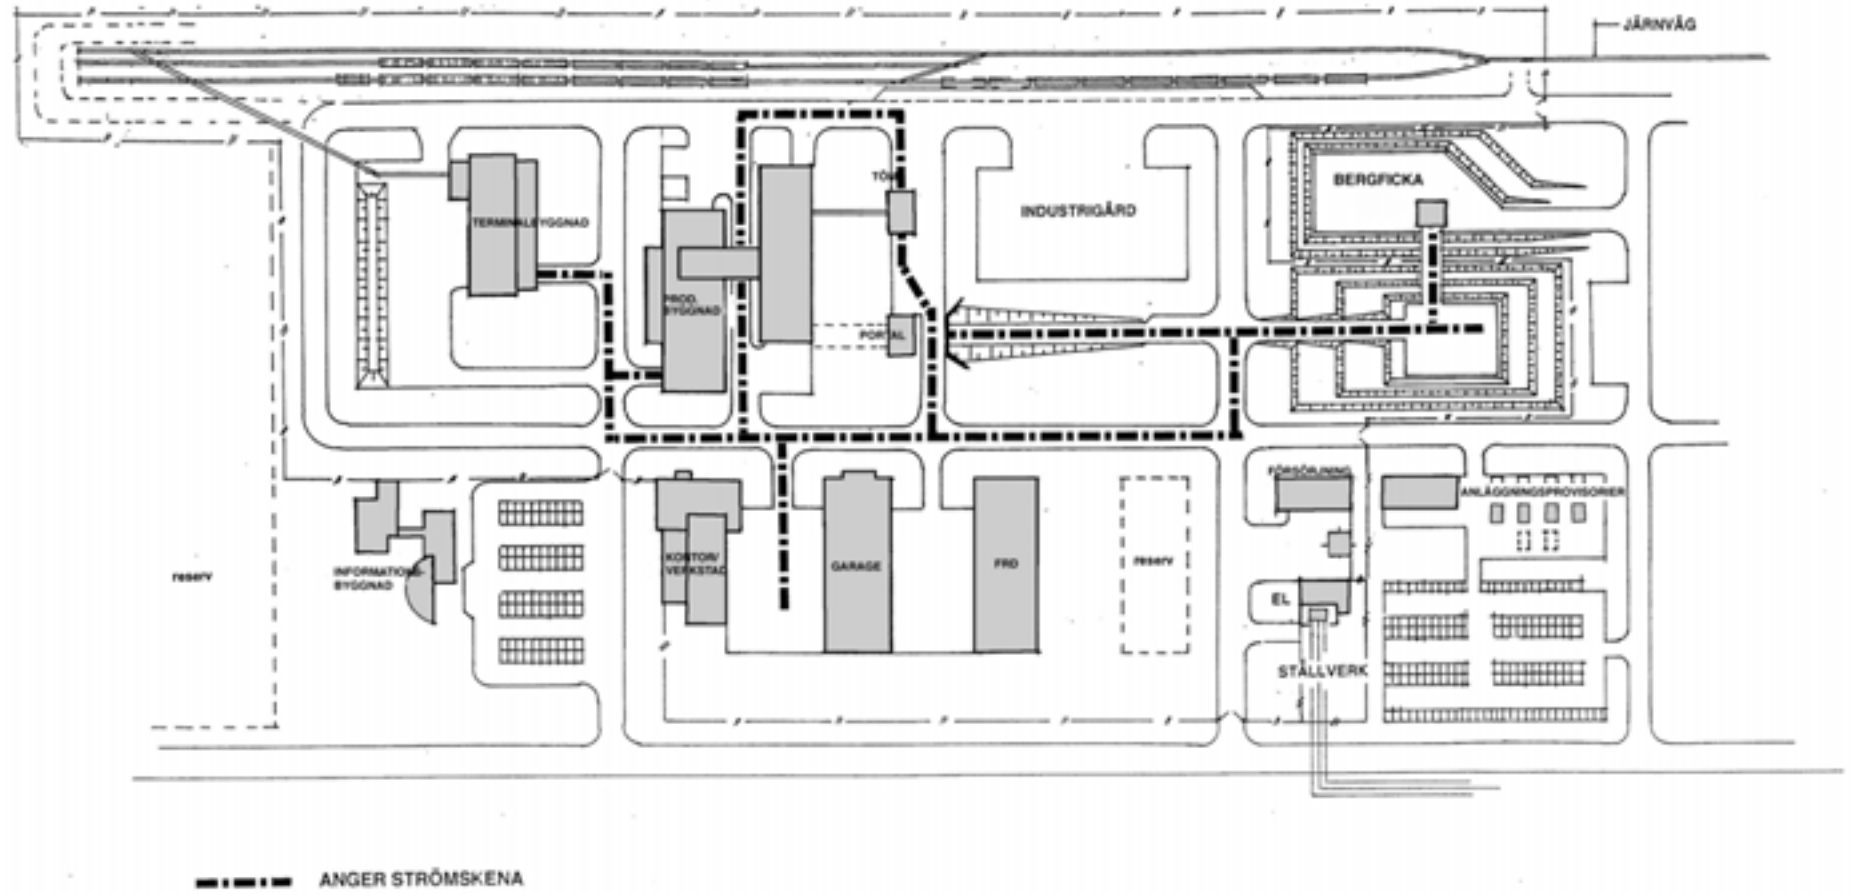 JÄRNVÄG
BERGFICKA
INDUSTRIGÅRD
TERMINALBYGGNAD
PROD.
BYGGNAD
PORTAL
FÖRSÖRJNING
ANLÄGGNINGSPROVISORIER
INFORMATIONS-
BYGGNAD
reserv
KONTOR/
VERKSTAD
GARAGE
FRD
reserv
EL
STÄLLVERK
ANGER STRÖMSKENA